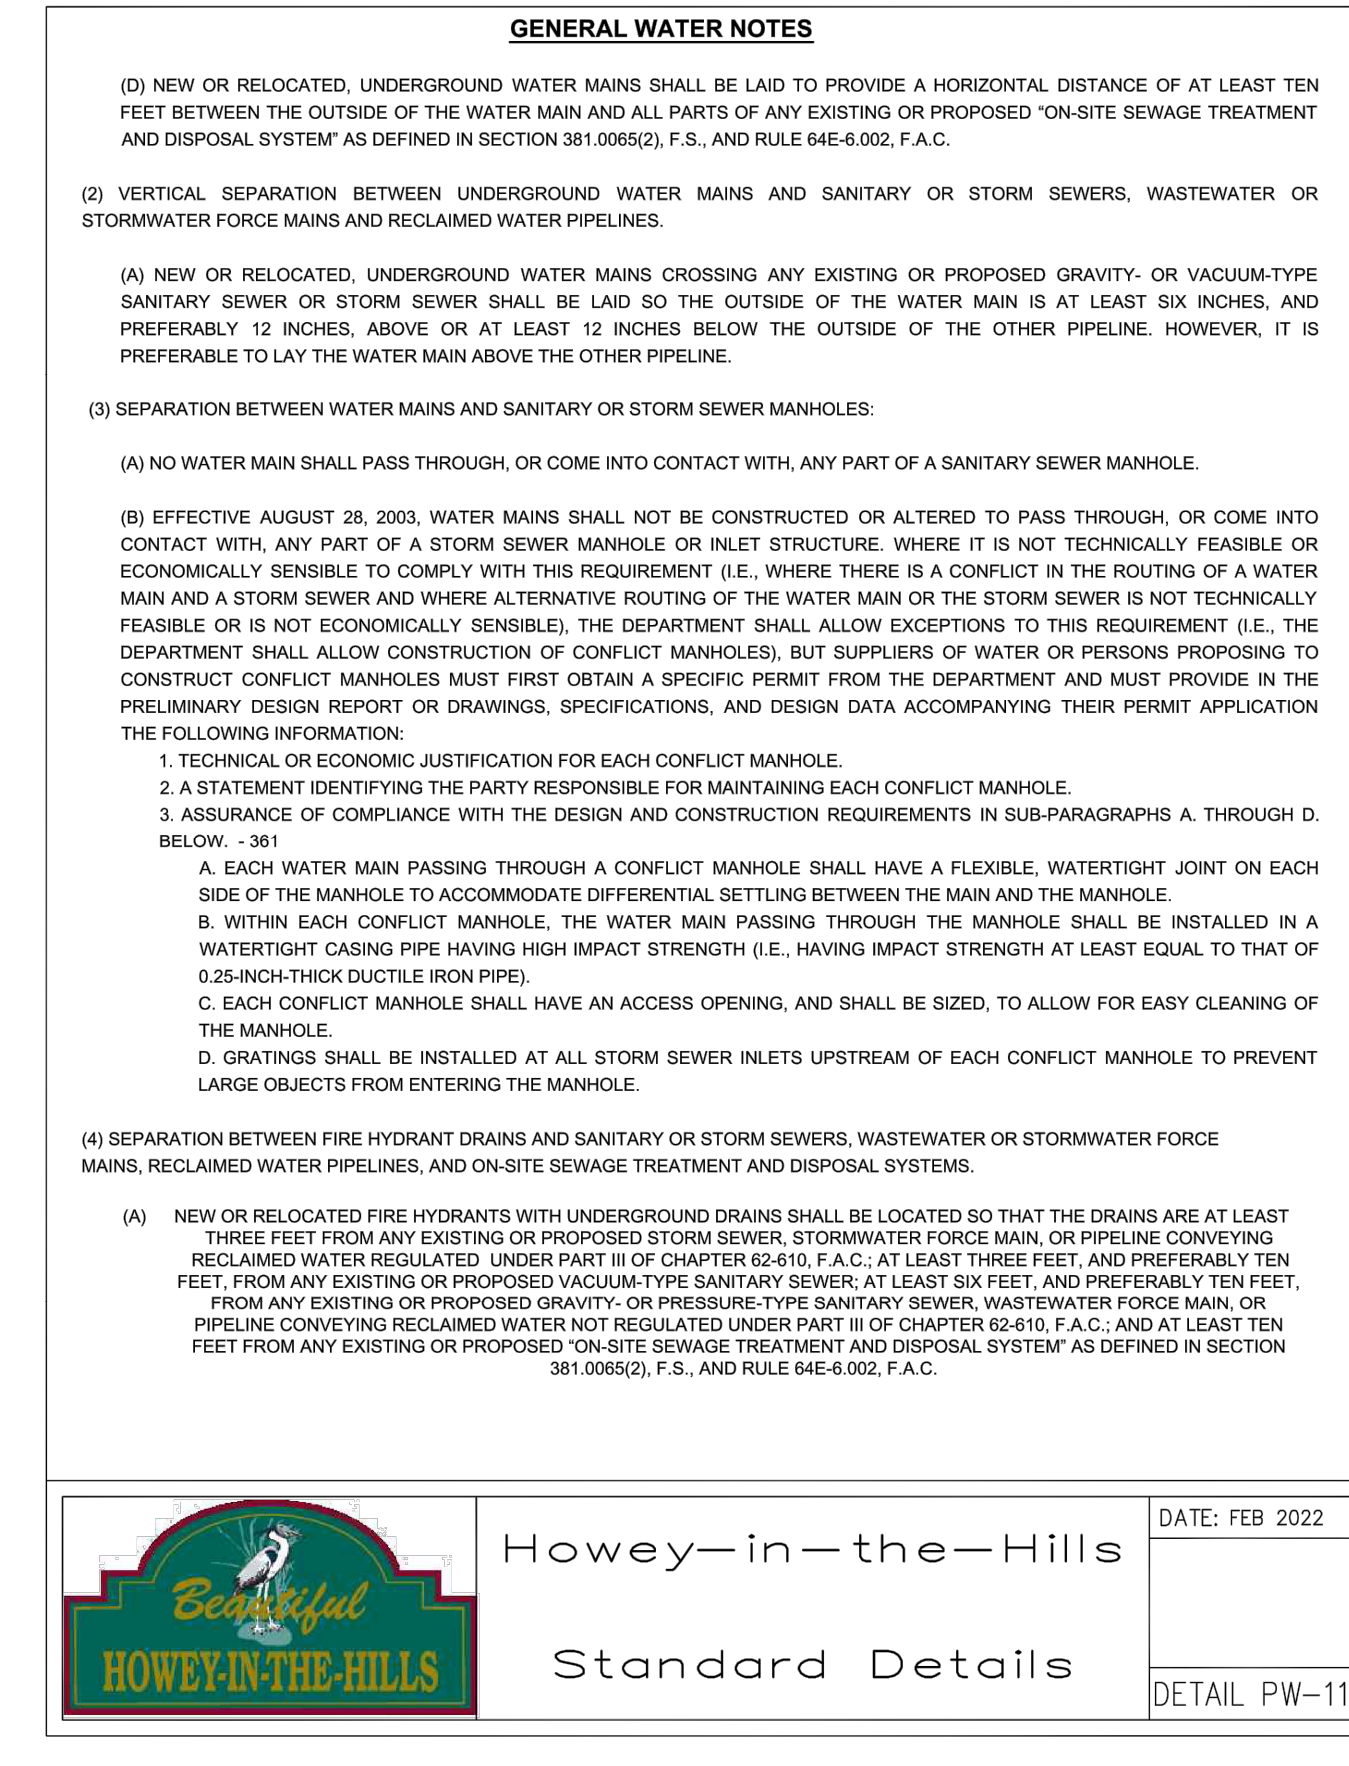 GENERAL WATER NOTES
(D) NEW OR RELOCATED, UNDERGROUND WATER MAINS SHALL BE LAID TO PROVIDE A HORIZONTAL DISTANCE OF AT LEAST TEN
FEET BETWEEN THE OUTSIDE OF THE WATER MAIN AND ALL PARTS OF ANY EXISTING OR PROPOSED “ON-SITE SEWAGE TREATMENT
AND DISPOSAL SYSTEM” AS DEFINED IN SECTION 381.0065(2), F.S., AND RULE 64E-6.002, F.A.C.
(2) VERTICAL SEPARATION BETWEEN UNDERGROUND WATER MAINS AND SANITARY OR STORM SEWERS, WASTEWATER OR
STORMWATER FORCE MAINS AND RECLAIMED WATER PIPELINES.
(A) NEW OR RELOCATED, UNDERGROUND WATER MAINS CROSSING ANY EXISTING OR PROPOSED GRAVITY- OR VACUUM-TYPE
SANITARY SEWER OR STORM SEWER SHALL BE LAID SO THE OUTSIDE OF THE WATER MAIN IS AT LEAST SIX INCHES, AND
PREFERABLY 12 INCHES, ABOVE OR AT LEAST 12 INCHES BELOW THE OUTSIDE OF THE OTHER PIPELINE. HOWEVER, IT IS
PREFERABLE TO LAY THE WATER MAIN ABOVE THE OTHER PIPELINE.
(3) SEPARATION BETWEEN WATER MAINS AND SANITARY OR STORM SEWER MANHOLES:
(A) NO WATER MAIN SHALL PASS THROUGH, OR COME INTO CONTACT WITH, ANY PART OF A SANITARY SEWER MANHOLE.
(B) EFFECTIVE AUGUST 28, 2003, WATER MAINS SHALL NOT BE CONSTRUCTED OR ALTERED TO PASS THROUGH, OR COME INTO
CONTACT WITH, ANY PART OF A STORM SEWER MANHOLE OR INLET STRUCTURE. WHERE IT IS NOT TECHNICALLY FEASIBLE OR
ECONOMICALLY SENSIBLE TO COMPLY WITH THIS REQUIREMENT (I.E., WHERE THERE IS A CONFLICT IN THE ROUTING OF A WATER
MAIN AND A STORM SEWER AND WHERE ALTERNATIVE ROUTING OF THE WATER MAIN OR THE STORM SEWER IS NOT TECHNICALLY
FEASIBLE OR IS NOT ECONOMICALLY SENSIBLE), THE DEPARTMENT SHALL ALLOW EXCEPTIONS TO THIS REQUIREMENT (I.E., THE
DEPARTMENT SHALL ALLOW CONSTRUCTION OF CONFLICT MANHOLES), BUT SUPPLIERS OF WATER OR PERSONS PROPOSING TO
CONSTRUCT CONFLICT MANHOLES MUST FIRST OBTAIN A SPECIFIC PERMIT FROM THE DEPARTMENT AND MUST PROVIDE IN THE
PRELIMINARY DESIGN REPORT OR DRAWINGS, SPECIFICATIONS, AND DESIGN DATA ACCOMPANYING THEIR PERMIT APPLICATION
THE FOLLOWING INFORMATION:
1. TECHNICAL OR ECONOMIC JUSTIFICATION FOR EACH CONFLICT MANHOLE.
2. A STATEMENT IDENTIFYING THE PARTY RESPONSIBLE FOR MAINTAINING EACH CONFLICT MANHOLE.
3. ASSURANCE OF COMPLIANCE WITH THE DESIGN AND CONSTRUCTION REQUIREMENTS IN SUB-PARAGRAPHS A. THROUGH D.
BELOW. - 361
A. EACH WATER MAIN PASSING THROUGH A CONFLICT MANHOLE SHALL HAVE A FLEXIBLE, WATERTIGHT JOINT ON EACH
SIDE OF THE MANHOLE TO ACCOMMODATE DIFFERENTIAL SETTLING BETWEEN THE MAIN AND THE MANHOLE.
B. WITHIN EACH CONFLICT MANHOLE, THE WATER MAIN PASSING THROUGH THE MANHOLE SHALL BE INSTALLED IN A
WATERTIGHT CASING PIPE HAVING HIGH IMPACT STRENGTH (I.E., HAVING IMPACT STRENGTH AT LEAST EQUAL TO THAT OF
0.25-INCH-THICK DUCTILE IRON PIPE).
C. EACH CONFLICT MANHOLE SHALL HAVE AN ACCESS OPENING, AND SHALL BE SIZED, TO ALLOW FOR EASY CLEANING OF
THE MANHOLE.
D. GRATINGS SHALL BE INSTALLED AT ALL STORM SEWER INLETS UPSTREAM OF EACH CONFLICT MANHOLE TO PREVENT
LARGE OBJECTS FROM ENTERING THE MANHOLE.
(4) SEPARATION BETWEEN FIRE HYDRANT DRAINS AND SANITARY OR STORM SEWERS, WASTEWATER OR STORMWATER FORCE
MAINS, RECLAIMED WATER PIPELINES, AND ON-SITE SEWAGE TREATMENT AND DISPOSAL SYSTEMS.
(A) NEW OR RELOCATED FIRE HYDRANTS WITH UNDERGROUND DRAINS SHALL BE LOCATED SO THAT THE DRAINS ARE AT LEAST
THREE FEET FROM ANY EXISTING OR PROPOSED STORM SEWER, STORMWATER FORCE MAIN, OR PIPELINE CONVEYING
RECLAIMED WATER REGULATED UNDER PART III OF CHAPTER 62-610, F.A.C.; AT LEAST THREE FEET, AND PREFERABLY TEN
FEET, FROM ANY EXISTING OR PROPOSED VACUUM-TYPE SANITARY SEWER; AT LEAST SIX FEET, AND PREFERABLY TEN FEET,
FROM ANY EXISTING OR PROPOSED GRAVITY- OR PRESSURE-TYPE SANITARY SEWER, WASTEWATER FORCE MAIN, OR
PIPELINE CONVEYING RECLAIMED WATER NOT REGULATED UNDER PART III OF CHAPTER 62-610, F.A.C.; AND AT LEAST TEN
FEET FROM ANY EXISTING OR PROPOSED “ON-SITE SEWAGE TREATMENT AND DISPOSAL SYSTEM” AS DEFINED IN SECTION
381.0065(2), F.S., AND RULE 64E-6.002, F.A.C.
Beautiful
HOWEY-IN-THE-HILLS
Howey-in-the-Hills
Standard Details
DATE: FEB 2022
DETAIL PW-11